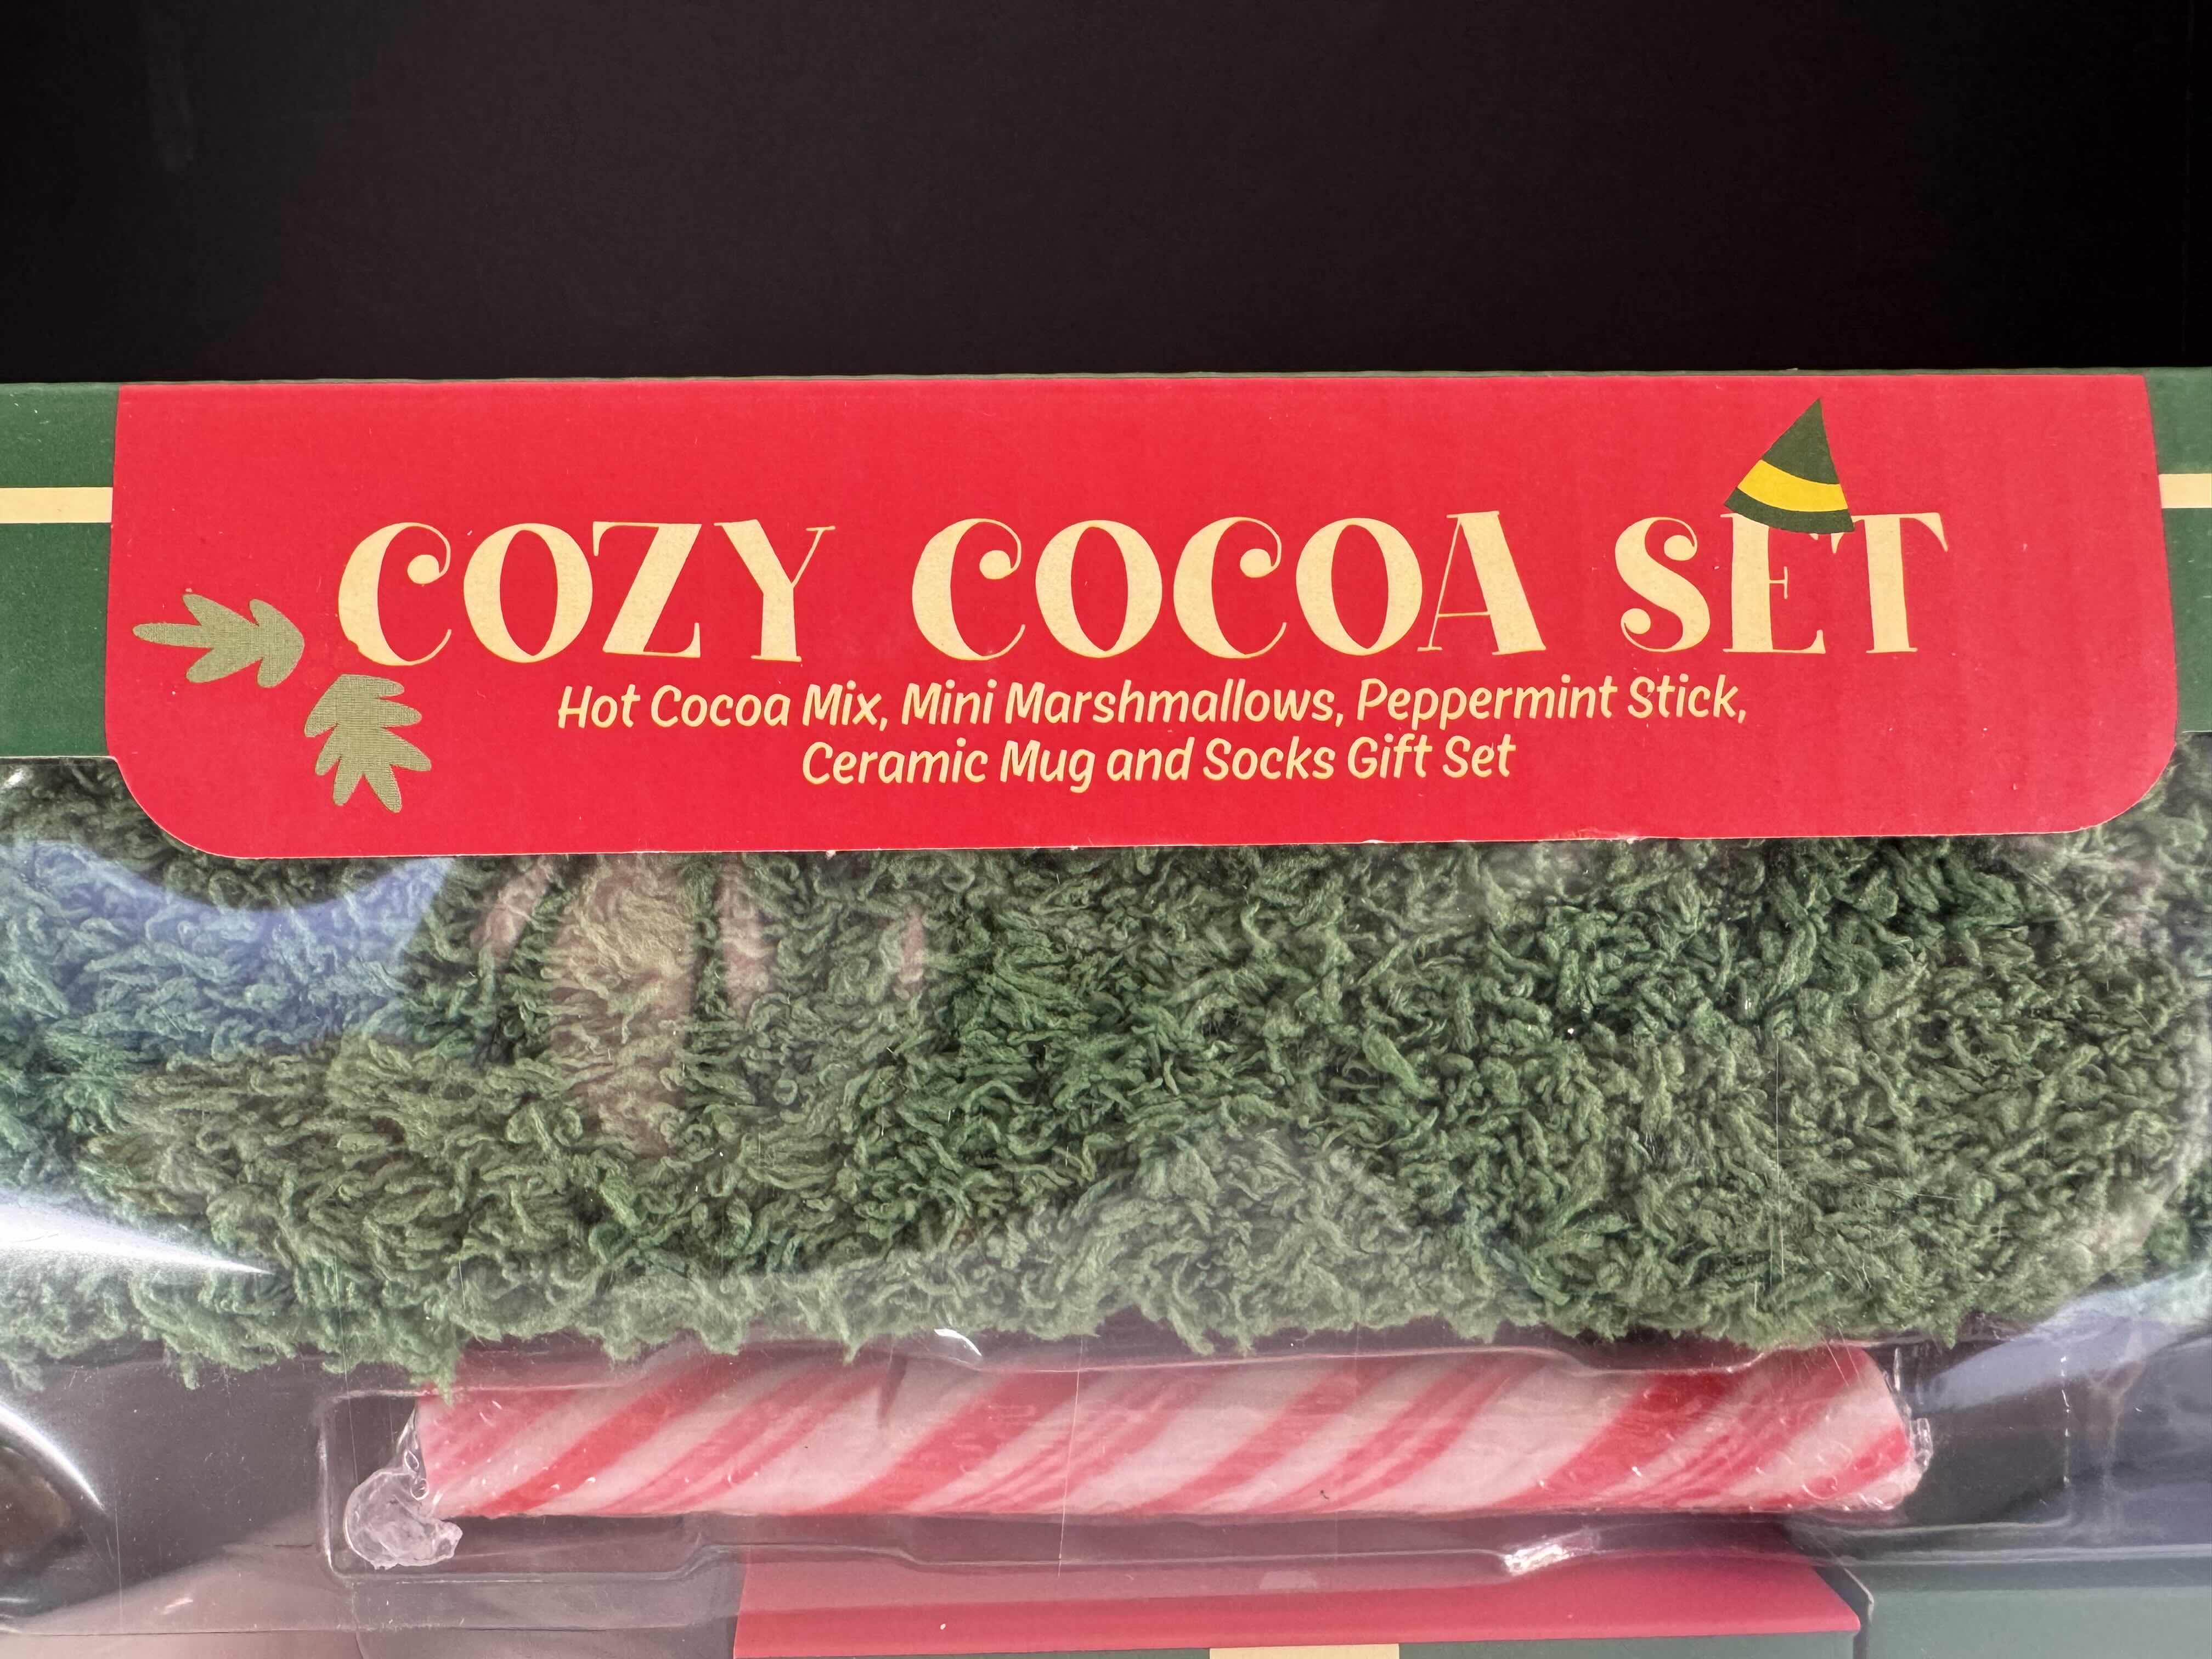 COZY COCOA SET
Hot Cocoa Mix, Mini Marshmallows, Peppermint Stick,
Ceramic Mug and Socks Gift Set